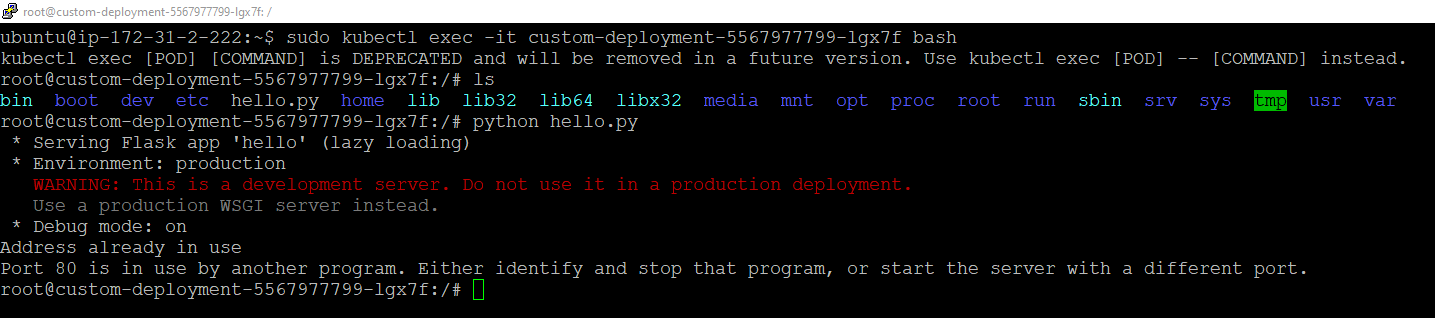 root@custom-deployment-5567977799-lgx7f: /
ubuntu@ip-172-31-2-222:~$ sudo kubectl exec -it custom-deployment-5567977799-lgx7f bash
kubectl exec [POD] [COMMAND] is DEPRECATED and will be removed in a future version. Use kubectl exec [POD] -- [COMMAND] instead.
root@custom-deployment-5567977799-lgx7f:/# ls
bin boot dev etc hello.py home lib lib32 lib64 libx32 media mnt opt proc root run sbin srv sys tmp usr var
root@custom-deployment-5567977799-lgx7f:/# python hello.py
* Serving Flask app 'hello' (lazy loading)
* Environment: production
WARNING: This is a development server. Do not use it in a production deployment.
Use a production WSGI server instead.
* Debug mode: on
Address already in use
Port 80 is in use by another program. Either identify and stop that program, or start the server with a different port.
root@custom-deployment-5567977799-lgx7f:/#